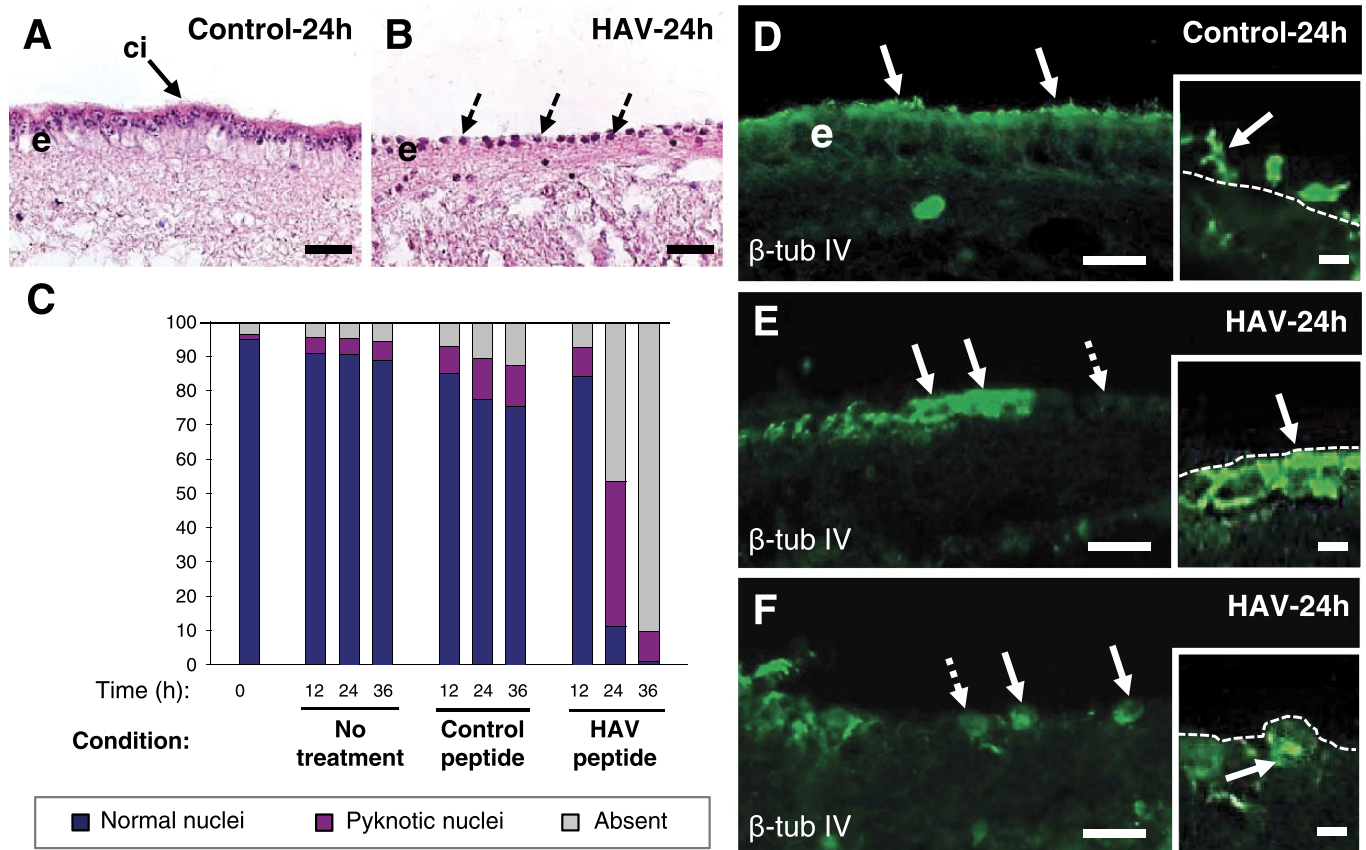 A
Control-24h
ci
e
B
HAV-24h
e
C
100
90
80
70
60
50
40
30
20
10
0
Time (h): 0 12 24 36 12 24 36 12 24 36
Condition:
No treatment
Control peptide
HAV peptide
Normal nuclei
Pyknotic nuclei
Absent
D
Control-24h
e
β-tub IV
E
HAV-24h
β-tub IV
F
HAV-24h
β-tub IV